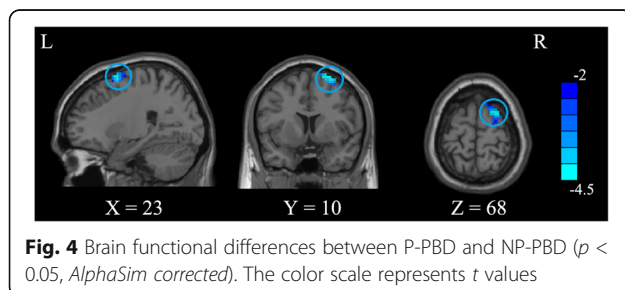 L
R
-2
-4.5
X = 23
Y = 10
Z = 68
Fig. 4 Brain functional differences between P-PBD and NP-PBD (p <
0.05, AlphaSim corrected). The color scale represents t values